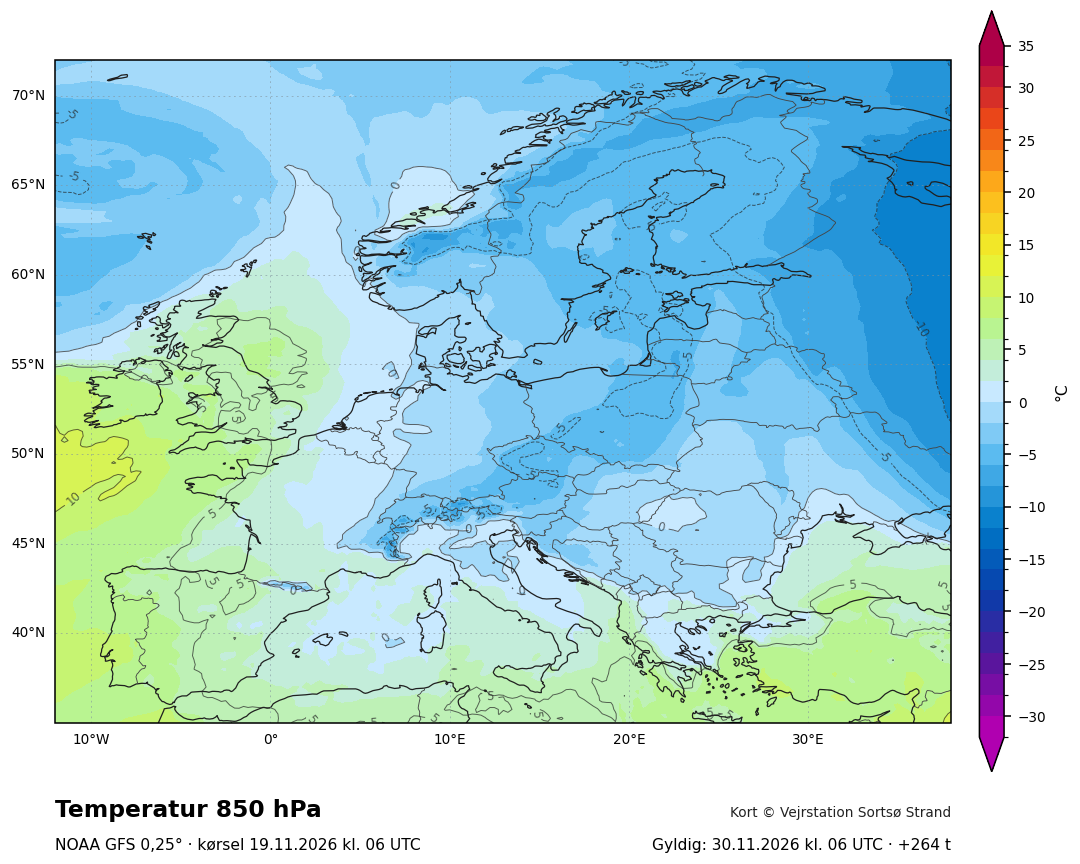 70°N
65°N
60°N
55°N
50°N
45°N
40°N
10°W
0°
10°E
20°E
30°E
35
30
25
20
15
10
5
0
−5
−10
−15
−20
−25
−30
°C
Temperatur 850 hPa
Kort © Vejrstation Sortsø Strand
NOAA GFS 0,25° · kørsel 19.11.2026 kl. 06 UTC
Gyldig: 30.11.2026 kl. 06 UTC · +264 t